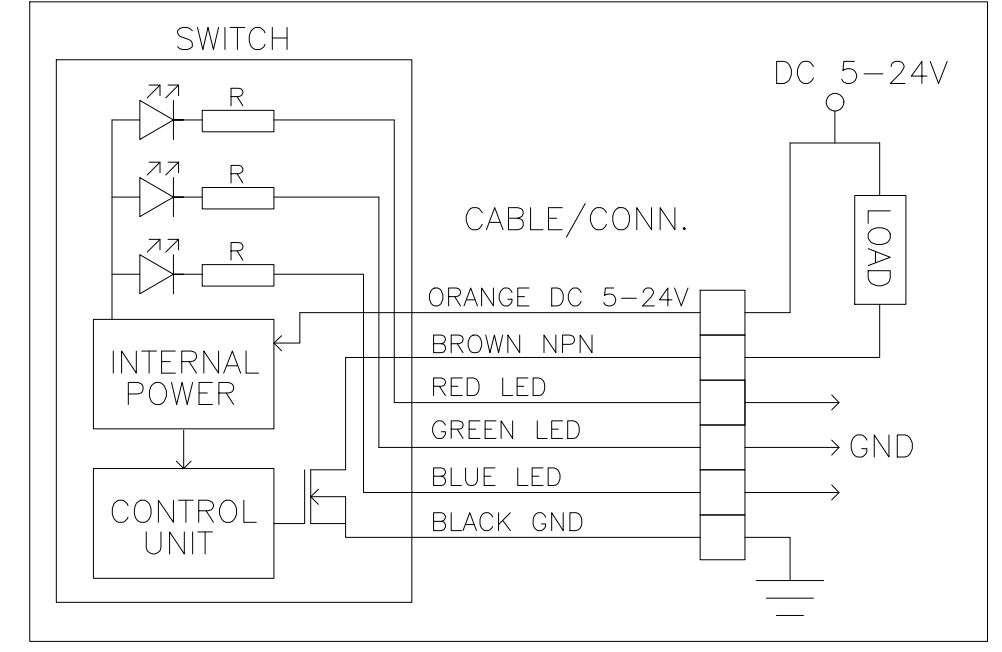 SWITCH
DC 5-24V
R
R
R
CABLE/CONN.
LOAD
ORANGE DC 5-24V
BROWN NPN
INTERNAL
POWER
RED LED
GREEN LED
GND
BLUE LED
CONTROL
UNIT
BLACK GND